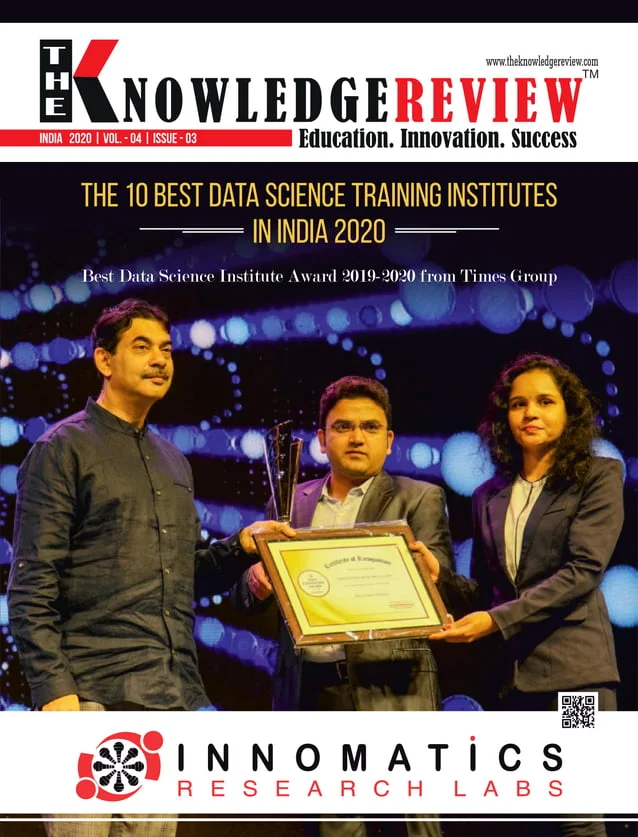 THE KNOWLEDGEREVIEW™
www.theknowledgereview.com
INDIA 2020 | VOL. - 04 | ISSUE - 03
Education. Innovation. Success
THE 10 BEST DATA SCIENCE TRAINING INSTITUTES
IN INDIA 2020
Best Data Science Institute Award 2019-2020 from Times Group
Certificate of Recognition
INNOMATICS
RESEARCH LABS